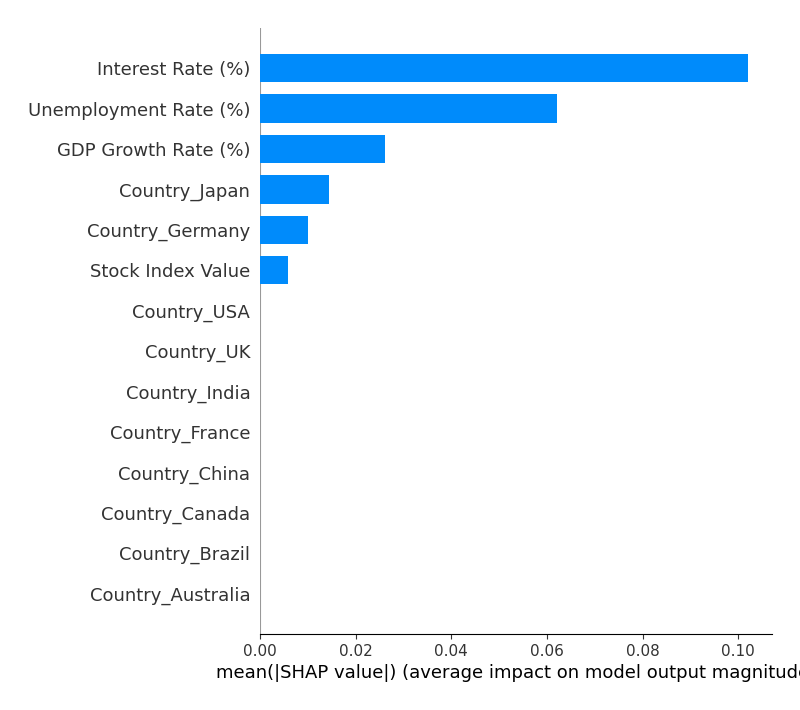 Interest Rate (%)
Unemployment Rate (%)
GDP Growth Rate (%)
Country_Japan
Country_Germany
Stock Index Value
Country_USA
Country_UK
Country_India
Country_France
Country_China
Country_Canada
Country_Brazil
Country_Australia
0.00 0.02 0.04 0.06 0.08 0.10
mean(|SHAP value|) (average impact on model output magnitude